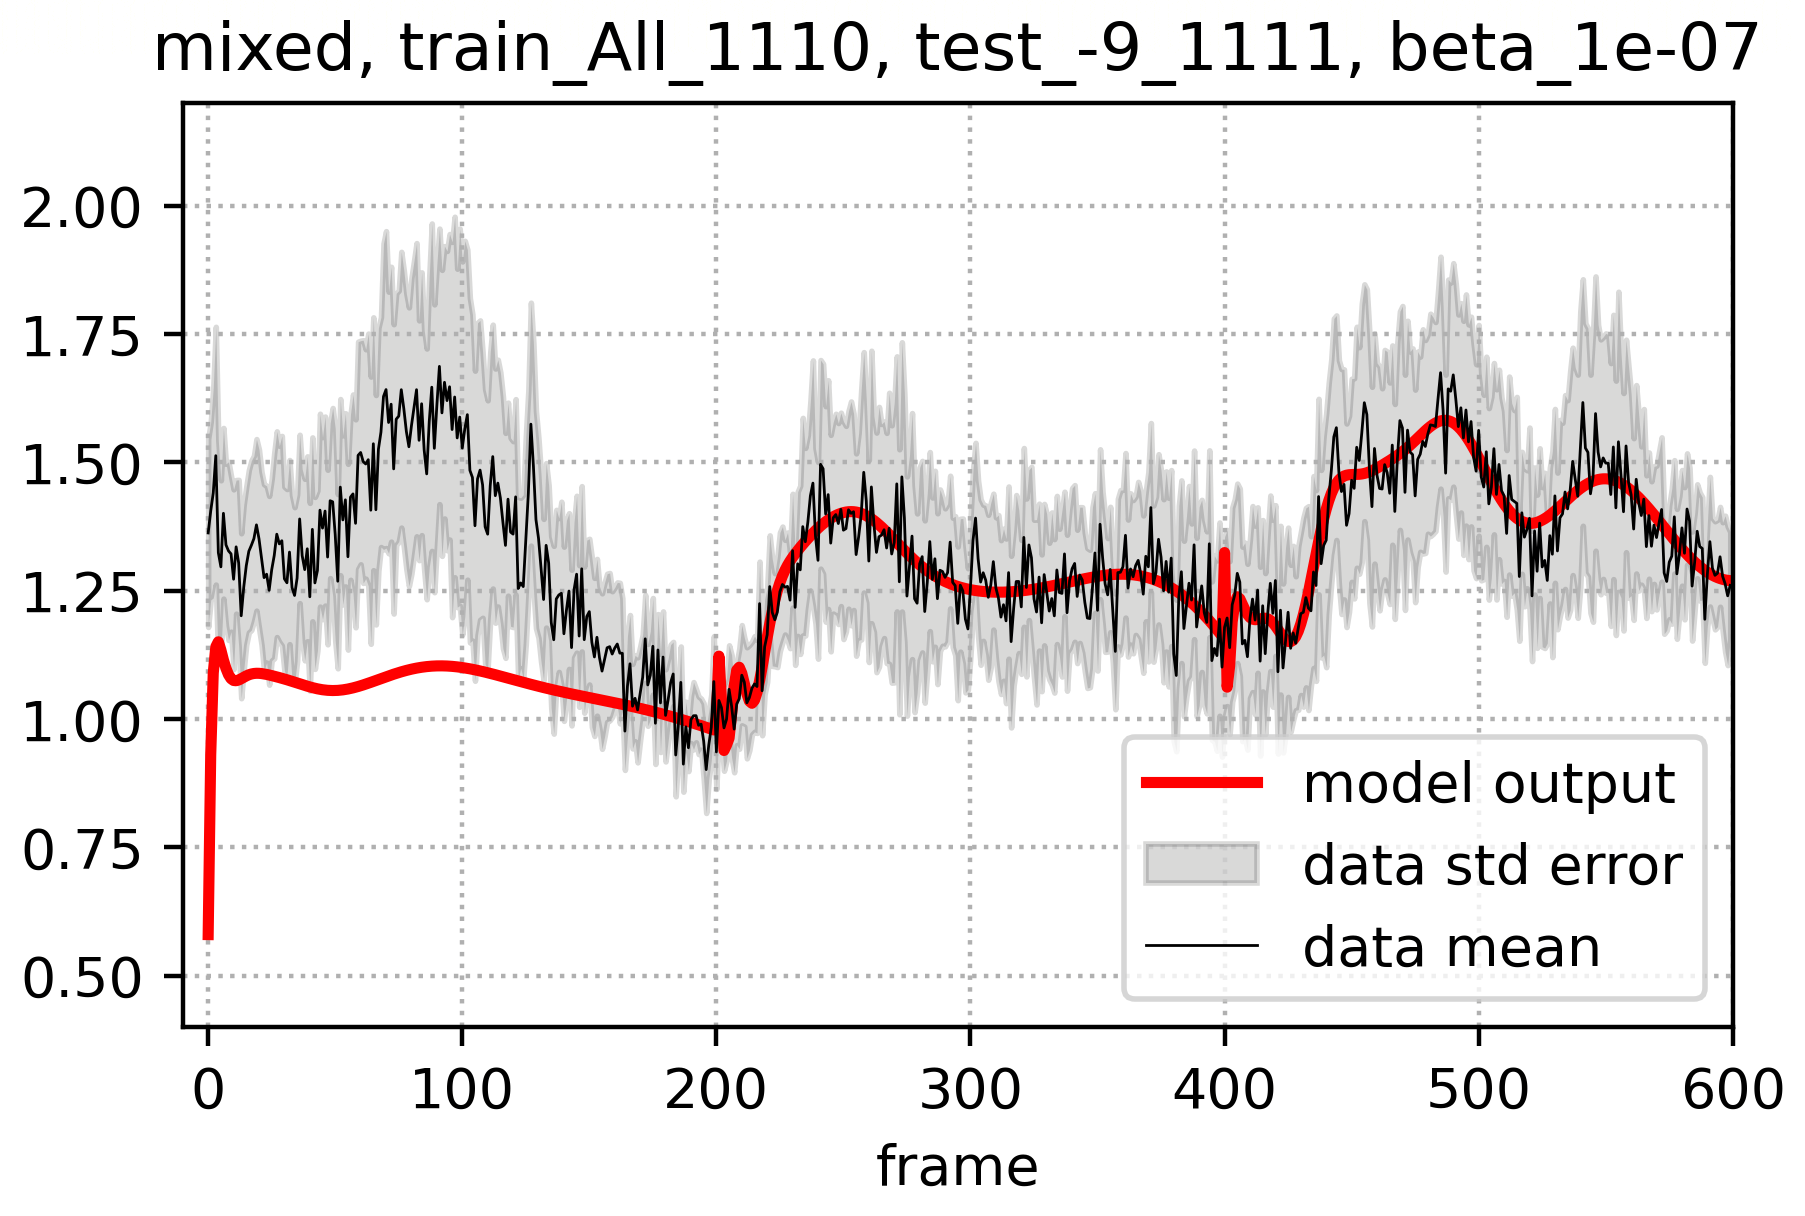 mixed, train_All_1110, test_-9_1111, beta_1e-07
2.00
1.75
1.50
1.25
1.00
0.75
0.50
model output
data std error
data mean
0 100 200 300 400 500 600
frame